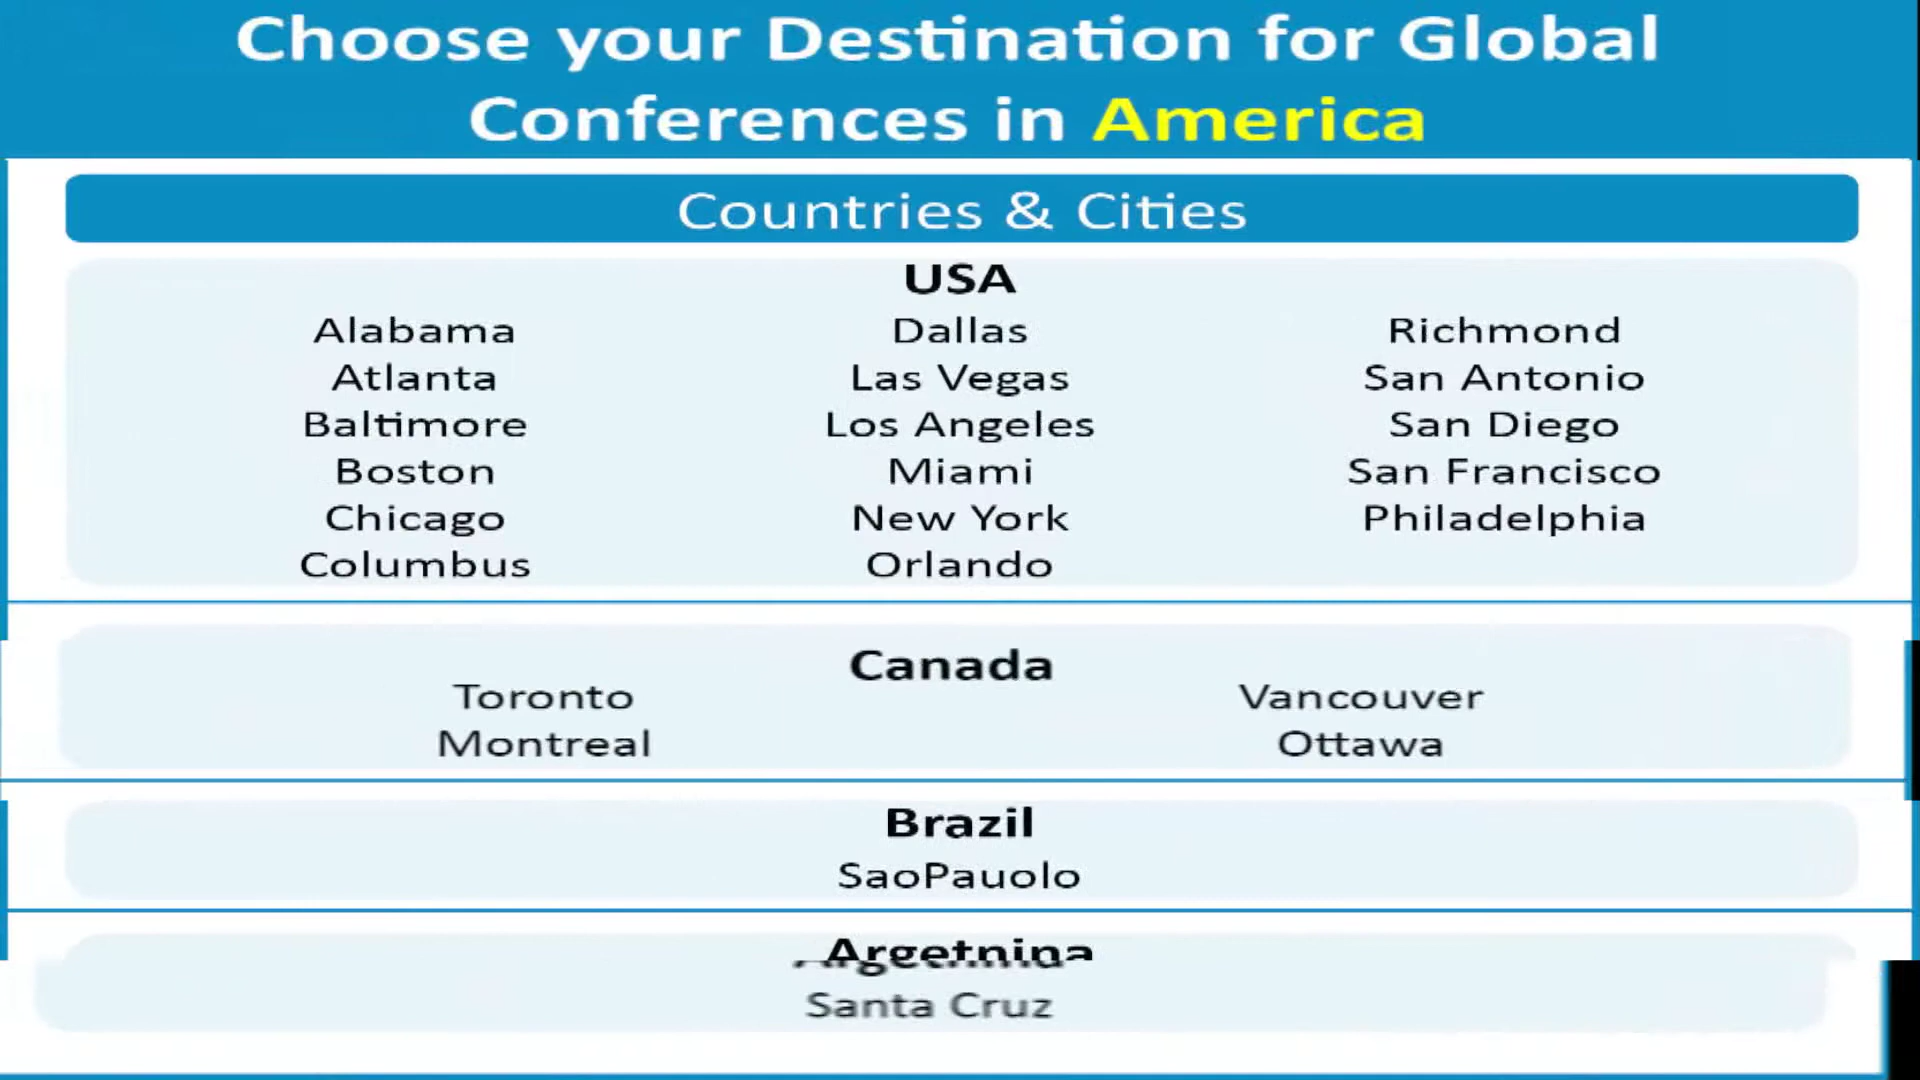 Choose your Destination for Global
Conferences in America
Countries & Cities
USA
Alabama Dallas Richmond
Atlanta Las Vegas San Antonio
Baltimore Los Angeles San Diego
Boston Miami San Francisco
Chicago New York Philadelphia
Columbus Orlando
Canada
Toronto Vancouver
Montreal Ottawa
Brazil
SaoPauolo
Argetnina
Santa Cruz